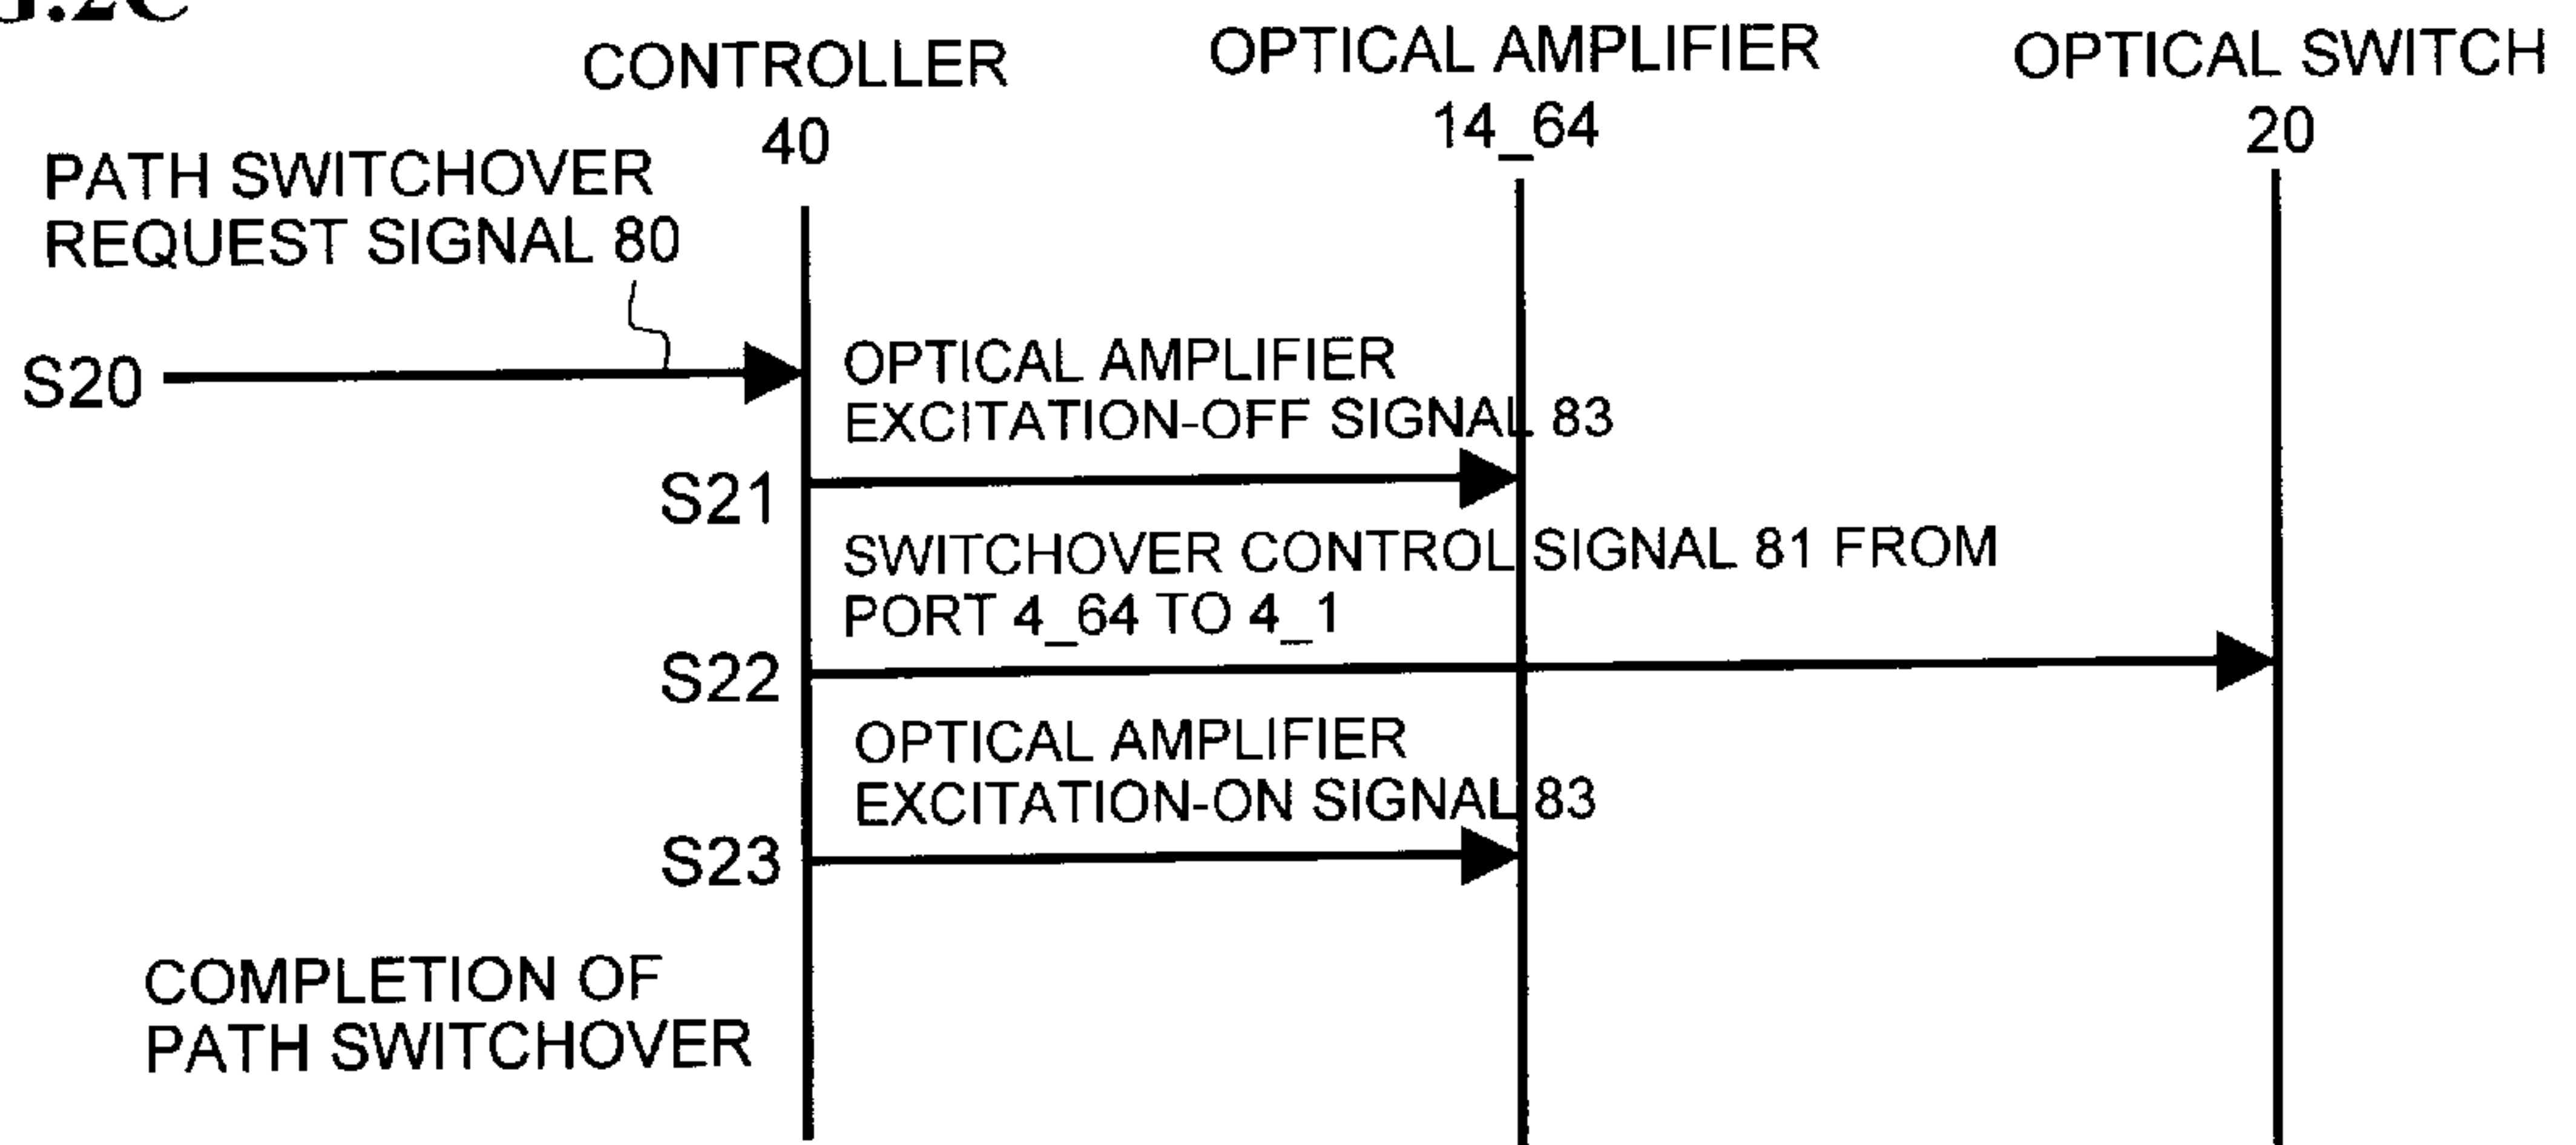 CONTROLLER
40
OPTICAL AMPLIFIER
14_64
OPTICAL SWITCH
20
PATH SWITCHOVER
REQUEST SIGNAL 80
S20
OPTICAL AMPLIFIER
EXCITATION-OFF SIGNAL 83
S21
SWITCHOVER CONTROL SIGNAL 81 FROM
PORT 4_64 TO 4_1
S22
OPTICAL AMPLIFIER
EXCITATION-ON SIGNAL 83
S23
COMPLETION OF
PATH SWITCHOVER